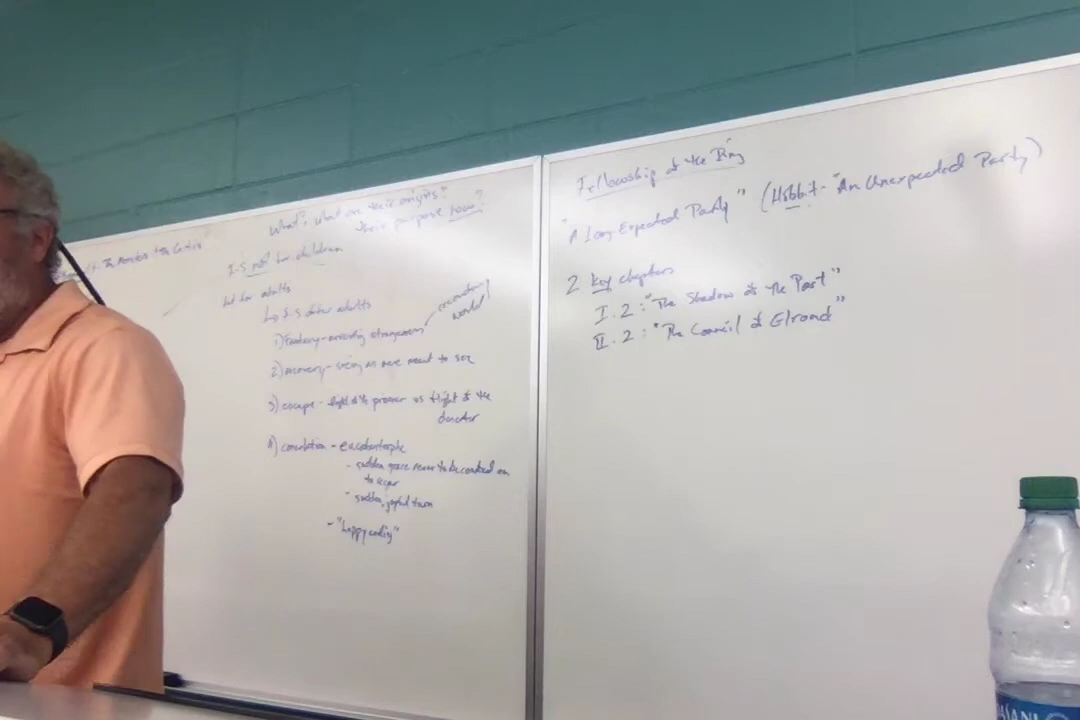 What? what are their origins?
their purpose
F-S not for children
but for adults
F-S offer adults
1) Fantasy - arresting strangeness
secondary
world
2) recovery - seeing as were meant to see
3) escape - flight of the prisoner vs flight of the
deserter
4) consolation - eucatastrophe
- sudden grace never to be counted on
to recur
- sudden, joyful turn
- "happy ending"
Fellowship of the Ring
"A Long-Expected Party" (Hobbit - "An Unexpected Party)
2 Key chapters
I.2: "The Shadow of the Past"
II.2: "The Council of Elrond"
DASANI